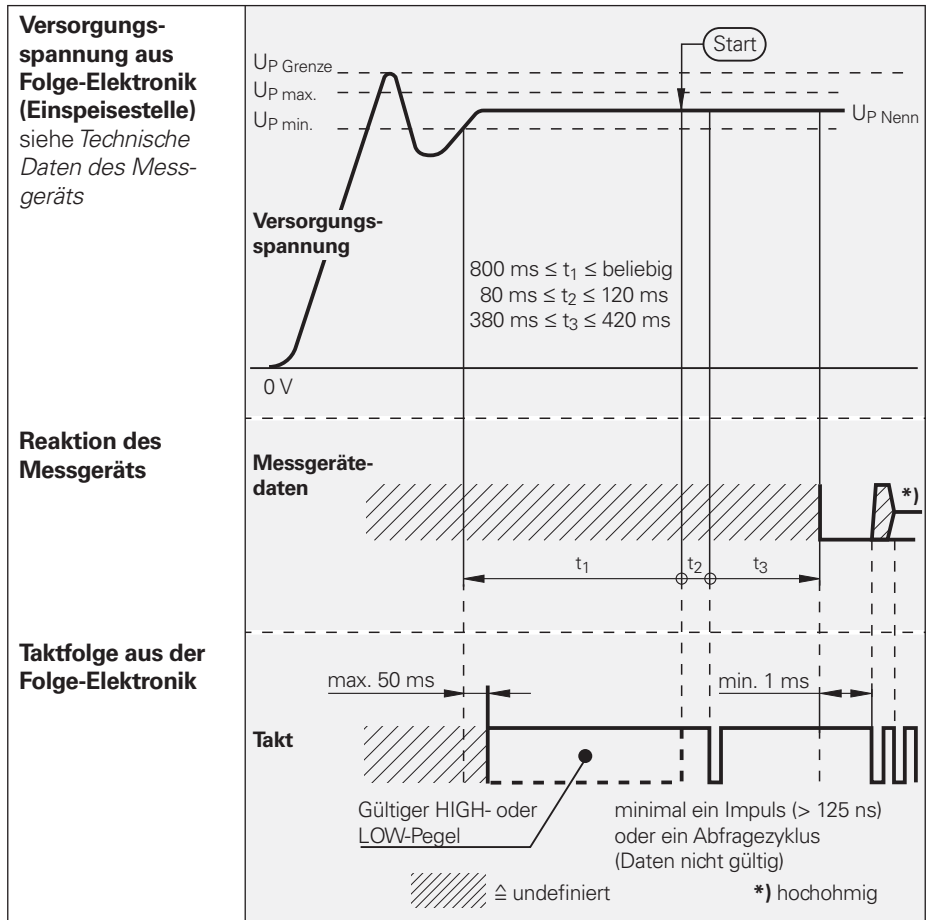 Versorgungs-
spannung aus
Folge-Elektronik
(Einspeisestelle)
siehe Technische
Daten des Mess-
geräts
Start
UP Grenze
UP max.
UP min.
UP Nenn
Versorgungs-
spannung
800 ms ≤ t1 ≤ beliebig
80 ms ≤ t2 ≤ 120 ms
380 ms ≤ t3 ≤ 420 ms
0 V
Reaktion des
Messgeräts
Messgeräte-
daten
*)
t1
t2
t3
Taktfolge aus der
Folge-Elektronik
max. 50 ms
min. 1 ms
Takt
Gültiger HIGH- oder
LOW-Pegel
minimal ein Impuls (> 125 ns)
oder ein Abfragezyklus
(Daten nicht gültig)
≙ undefiniert
*) hochohmig